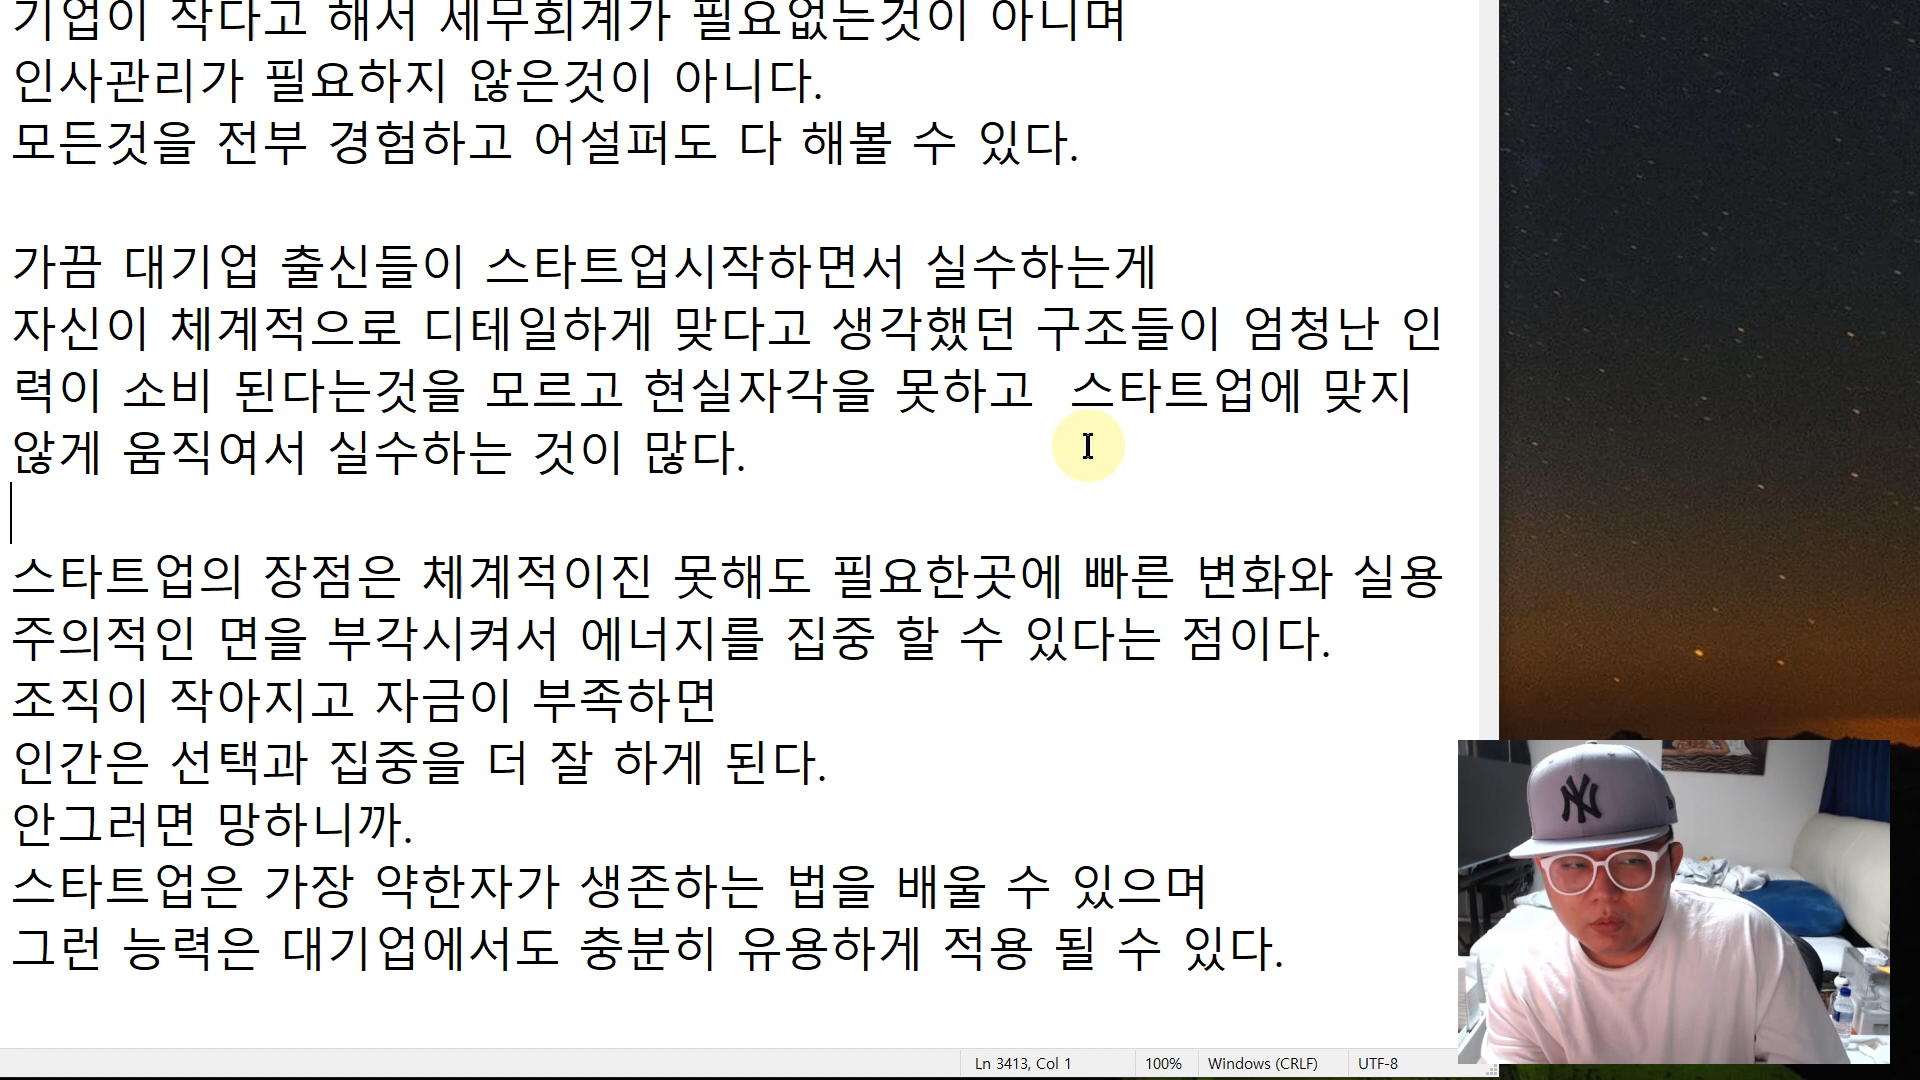 기업이 작다고 해서 세무회계가 필요없는것이 아니며
인사관리가 필요하지 않은것이 아니다.
모든것을 전부 경험하고 어설퍼도 다 해볼 수 있다.
가끔 대기업 출신들이 스타트업시작하면서 실수하는게
자신이 체계적으로 디테일하게 맞다고 생각했던 구조들이 엄청난 인
력이 소비 된다는것을 모르고 현실자각을 못하고  스타트업에 맞지
않게 움직여서 실수하는 것이 많다.
스타트업의 장점은 체계적이진 못해도 필요한곳에 빠른 변화와 실용
주의적인 면을 부각시켜서 에너지를 집중 할 수 있다는 점이다.
조직이 작아지고 자금이 부족하면
인간은 선택과 집중을 더 잘 하게 된다.
안그러면 망하니까.
스타트업은 가장 약한자가 생존하는 법을 배울 수 있으며
그런 능력은 대기업에서도 충분히 유용하게 적용 될 수 있다.
Ln 3413, Col 1
100%
Windows (CRLF)
UTF-8
NY